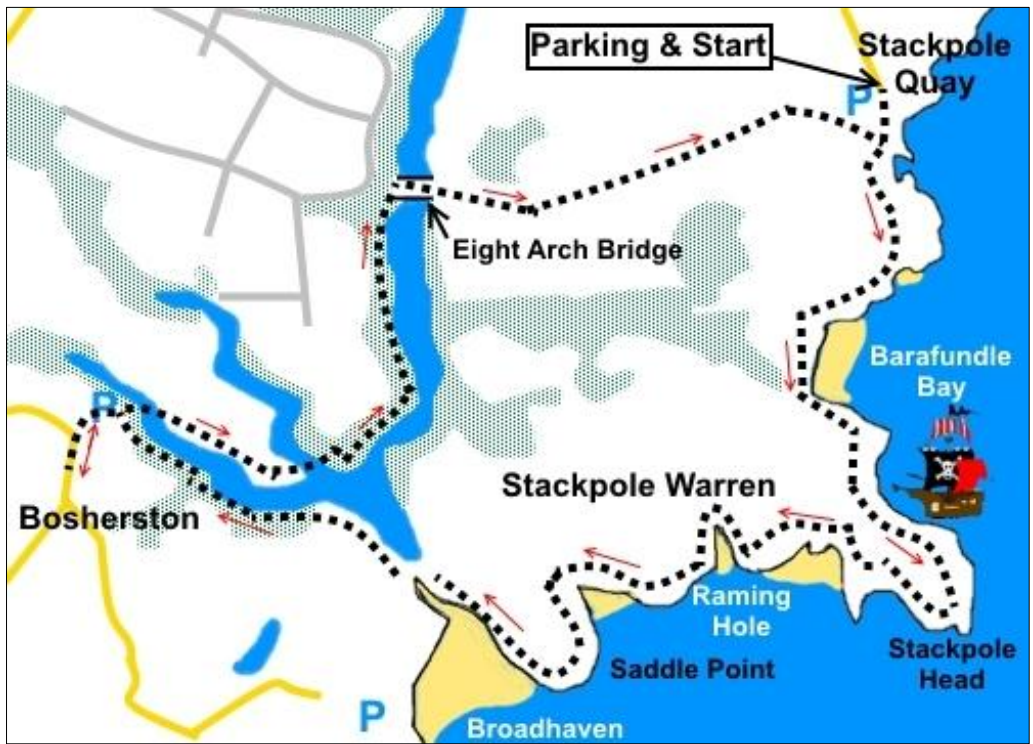 Parking & Start
Stackpole
Quay
P
Eight Arch Bridge
Barafundle
Bay
P
Stackpole Warren
Bosherston
Raming
Hole
Stackpole
Head
Saddle Point
P
Broadhaven